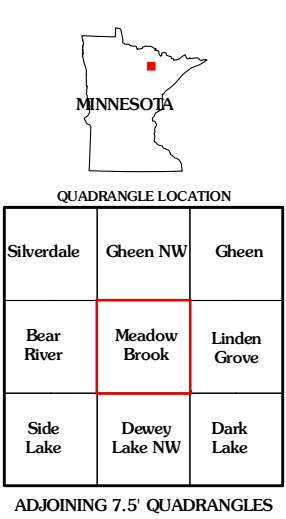 MINNESOTA
QUADRANGLE LOCATION
Silverdale Gheen NW Gheen
Bear River Meadow Brook Linden Grove
Side Lake Dewey Lake NW Dark Lake
ADJOINING 7.5' QUADRANGLES